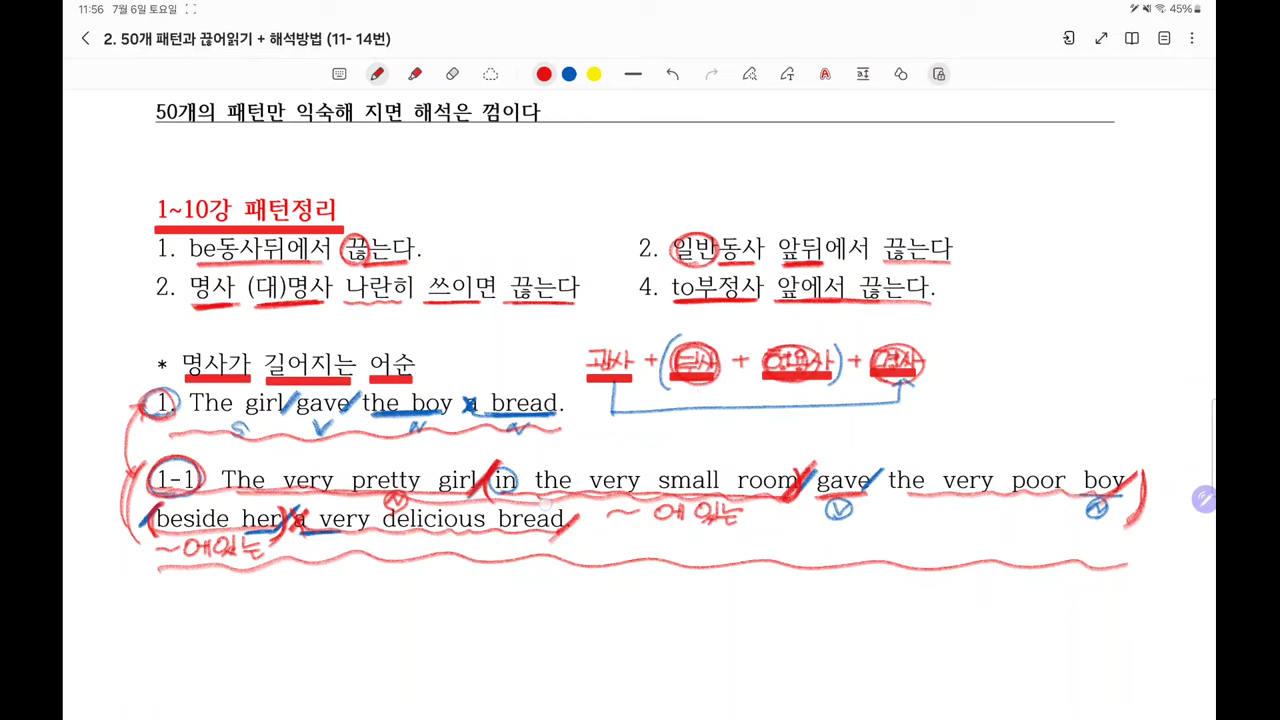 11:56 7월 6일 토요일 45%
2. 50개 패턴과 끊어읽기 + 해석방법 (11- 14번)
50개의 패턴만 익숙해 지면 해석은 껌이다
1~10강 패턴정리
1. be동사뒤에서 끊는다. 2. 일반동사 앞뒤에서 끊는다
2. 명사 (대)명사 나란히 쓰이면 끊는다 4. to부정사 앞에서 끊는다.
* 명사가 길어지는 어순 관사 + (부사 + 형용사) + 명사
1. The girl gave the boy a bread.
S V N N
1-1) The very pretty girl in the very small room gave the very poor boy
N ~에 있는 V N
beside her a very delicious bread.
~에있는